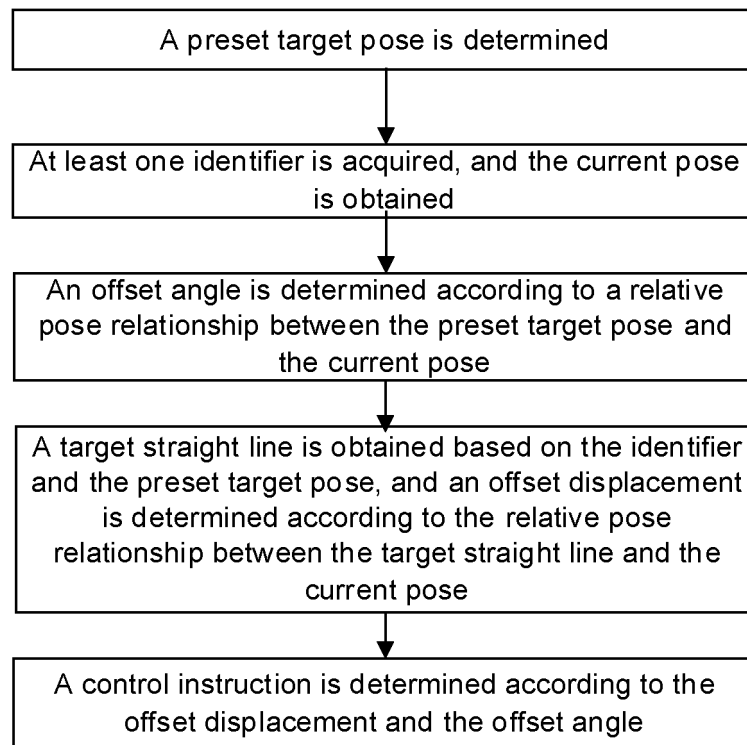 A preset target pose is determined
At least one identifier is acquired, and the current pose
is obtained
An offset angle is determined according to a relative
pose relationship between the preset target pose and
the current pose
A target straight line is obtained based on the identifier
and the preset target pose, and an offset displacement
is determined according to the relative pose
relationship between the target straight line and the
current pose
A control instruction is determined according to the
offset displacement and the offset angle